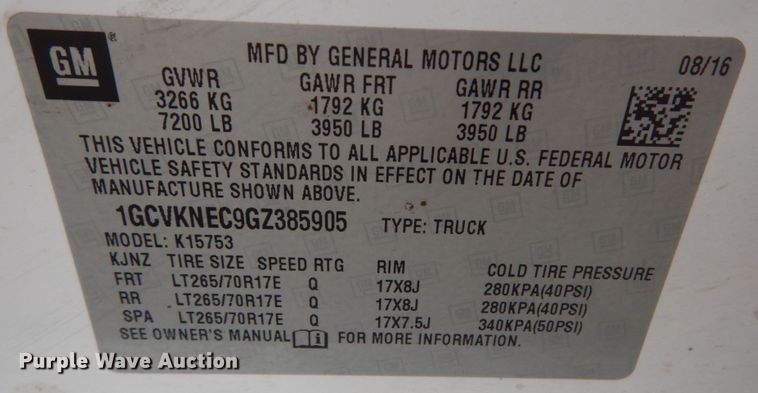 GM
MFD BY GENERAL MOTORS LLC 08/16
GVWR GAWR FRT GAWR RR
3266 KG 1792 KG 1792 KG
7200 LB 3950 LB 3950 LB
THIS VEHICLE CONFORMS TO ALL APPLICABLE U.S. FEDERAL MOTOR
VEHICLE SAFETY STANDARDS IN EFFECT ON THE DATE OF
MANUFACTURE SHOWN ABOVE.
1GCVKNEC9GZ385905 TYPE: TRUCK
MODEL: K15753
KJNZ TIRE SIZE SPEED RTG RIM COLD TIRE PRESSURE
FRT LT265/70R17E Q 17X8J 280KPA(40PSI)
RR LT265/70R17E Q 17X8J 280KPA(40PSI)
SPA LT265/70R17E Q 17X7.5J 340KPA(50PSI)
SEE OWNER'S MANUAL i FOR MORE INFORMATION.
Purple Wave Auction